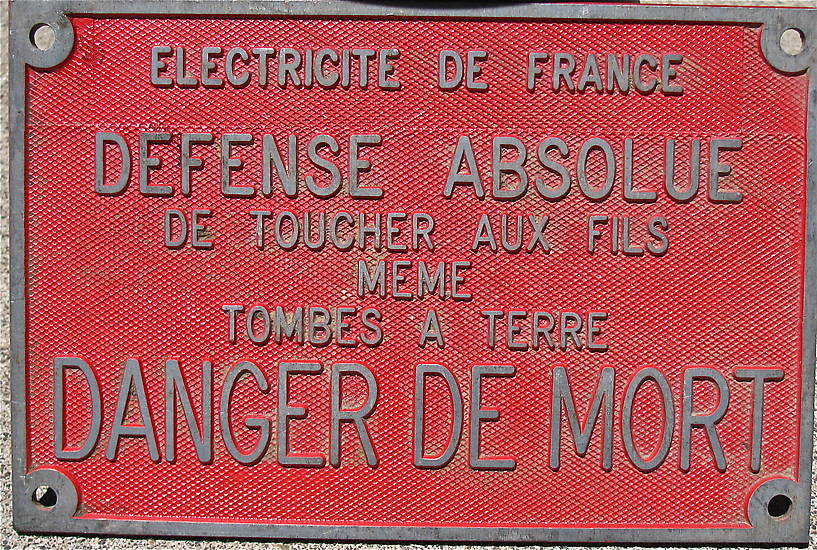 ELECTRICITE DE FRANCE
DEFENSE ABSOLUE
DE TOUCHER AUX FILS
MEME
TOMBES A TERRE
DANGER DE MORT